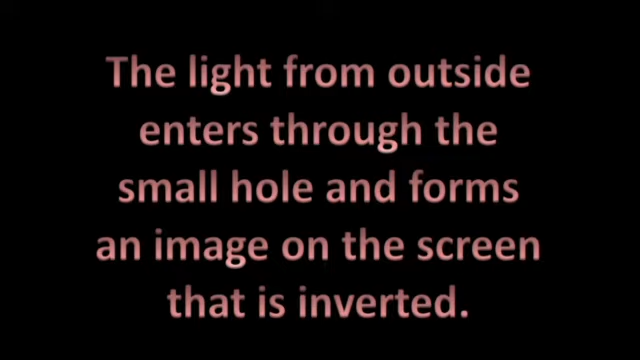 The light from outside
enters through the
small hole and forms
an image on the screen
that is inverted.